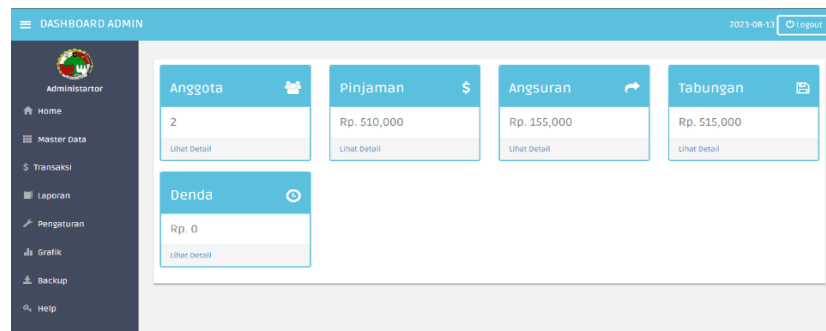 DASHBOARD ADMIN
2023-08-13 Logout
Administartor
Home
Master Data
$ Transaksi
Laporan
Pengaturan
Grafik
Backup
Help
Anggota
2
Lihat Detail
Pinjaman $
Rp. 510,000
Lihat Detail
Angsuran
Rp. 155,000
Lihat Detail
Tabungan
Rp. 515,000
Lihat Detail
Denda
Rp. 0
Lihat Detail